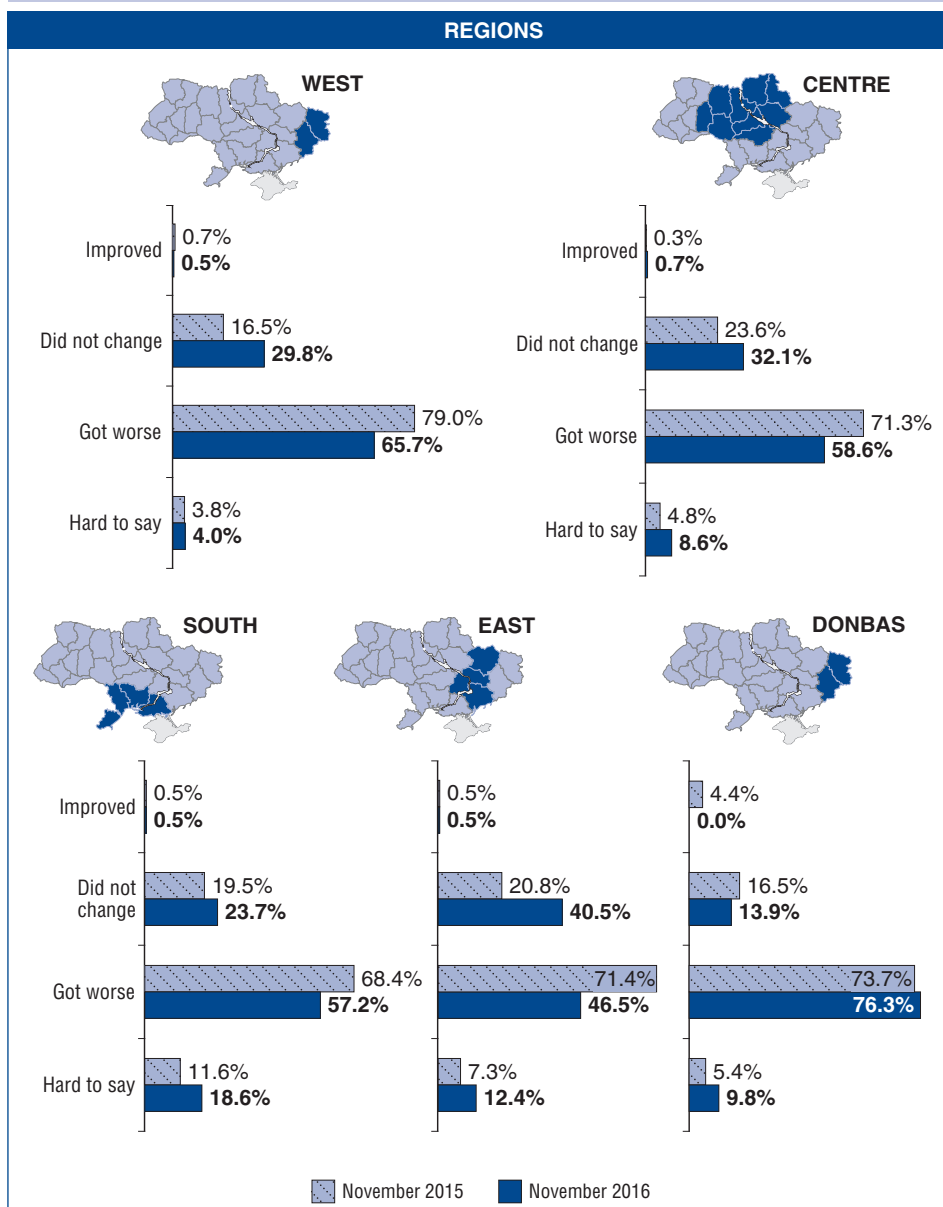 REGIONS
WEST
Improved
0.7%
0.5%
Did not change
16.5%
29.8%
Got worse
79.0%
65.7%
Hard to say
3.8%
4.0%
CENTRE
Improved
0.3%
0.7%
Did not change
23.6%
32.1%
Got worse
71.3%
58.6%
Hard to say
4.8%
8.6%
SOUTH
Improved
0.5%
0.5%
Did not
change
19.5%
23.7%
Got worse
68.4%
57.2%
Hard to say
11.6%
18.6%
EAST
0.5%
0.5%
20.8%
40.5%
71.4%
46.5%
7.3%
12.4%
DONBAS
4.4%
0.0%
16.5%
13.9%
73.7%
76.3%
5.4%
9.8%
November 2015
November 2016